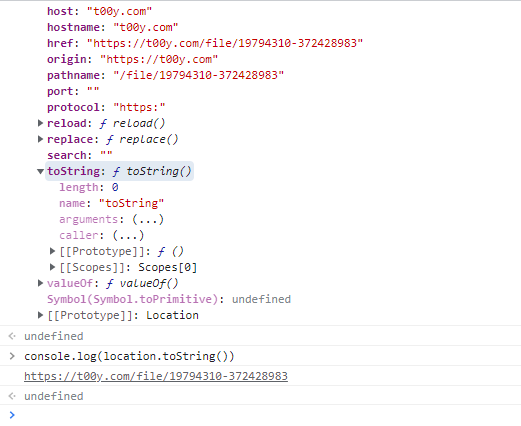 host: "t00y.com"
hostname: "t00y.com"
href: "https://t00y.com/file/19794310-372428983"
origin: "https://t00y.com"
pathname: "/file/19794310-372428983"
port: ""
protocol: "https:"
reload: ƒ reload()
replace: ƒ replace()
search: ""
toString: ƒ toString()
length: 0
name: "toString"
arguments: (...)
caller: (...)
[[Prototype]]: ƒ ()
[[Scopes]]: Scopes[0]
valueOf: ƒ valueOf()
Symbol(Symbol.toPrimitive): undefined
[[Prototype]]: Location
undefined
console.log(location.toString())
https://t00y.com/file/19794310-372428983
undefined